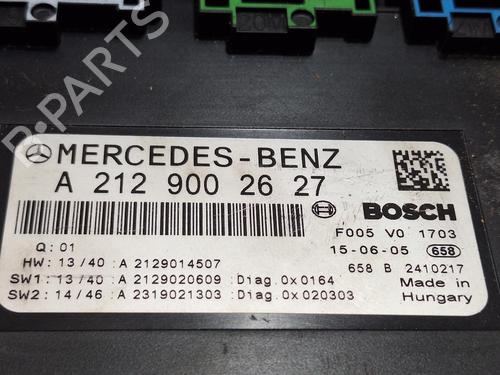 20M
B-PARTS
MERCEDES-BENZ
A 212 900 26 27
BOSCH
Q: 01
F005 V0 1703
HW: 13/40 : A 2129014507
15-06-05 658
SW1: 13/40 : A 2129020609 : Diag.0x0164
658 B 2410217
SW2: 14/46 : A 2319021303 : Diag.0x020303
Made in
Hungary